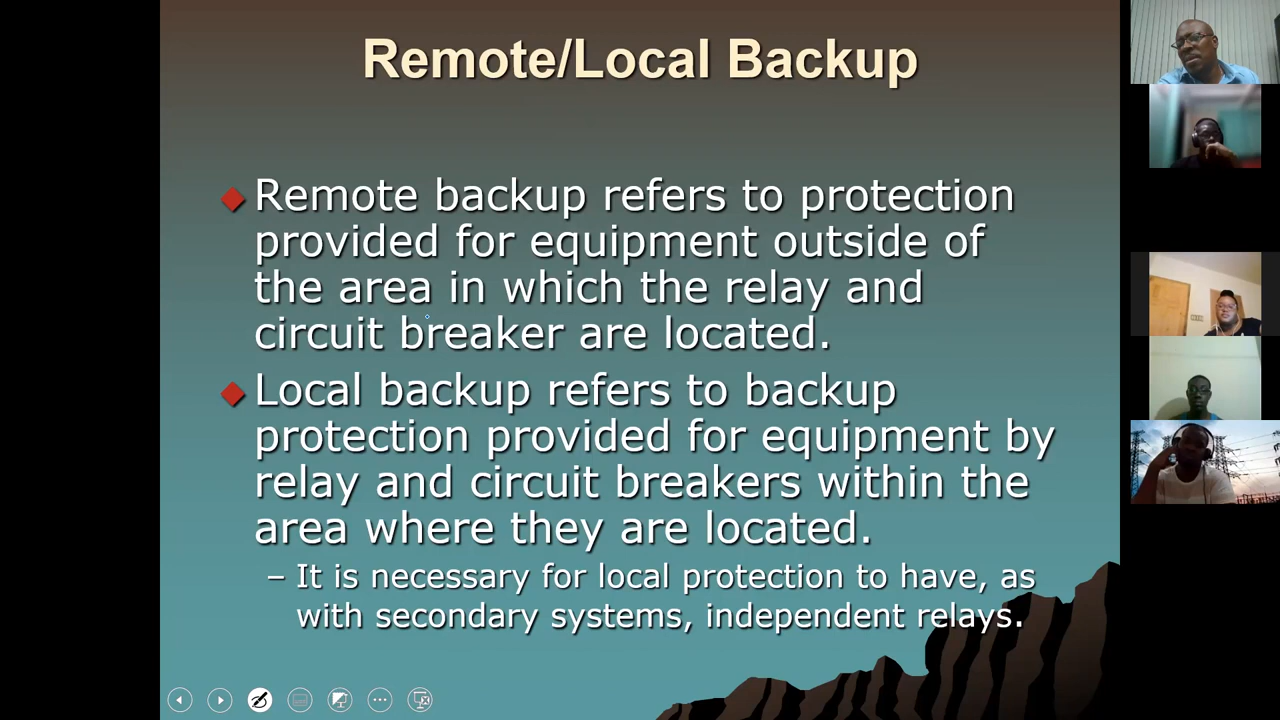 Remote/Local Backup
Remote backup refers to protection
provided for equipment outside of
the area in which the relay and
circuit breaker are located.
Local backup refers to backup
protection provided for equipment by
relay and circuit breakers within the
area where they are located.
– It is necessary for local protection to have, as
with secondary systems, independent relays.